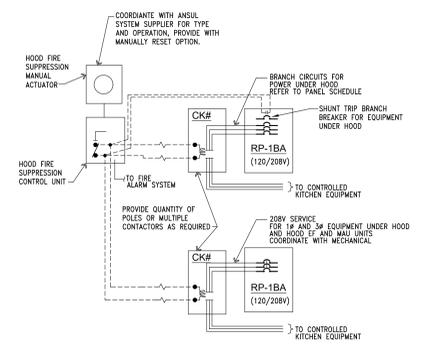 COORDIANTE WITH ANSUL
SYSTEM SUPPLIER FOR TYPE
AND OPERATION, PROVIDE WITH
MANUALLY RESET OPTION.
HOOD FIRE
SUPPRESSION
MANUAL
ACTUATOR
BRANCH CIRCUITS FOR
POWER UNDER HOOD
REFER TO PANEL SCHEDULE
CK#
SHUNT TRIP BRANCH
BREAKER FOR EQUIPMENT
UNDER HOOD
RP-1BA
(120/208V)
HOOD FIRE
SUPPRESSION
CONTROL UNIT
TO FIRE
ALARM SYSTEM
TO CONTROLLED
KITCHEN EQUIPMENT
PROVIDE QUANTITY OF
POLES OR MULTIPLE
CONTACTORS AS REQUIRED
208V SERVICE
FOR 1Ø AND 3Ø EQUIPMENT UNDER HOOD
AND HOOD EF AND MAU UNITS
COORDINATE WITH MECHANICAL
CK#
RP-1BA
(120/208V)
TO CONTROLLED
KITCHEN EQUIPMENT